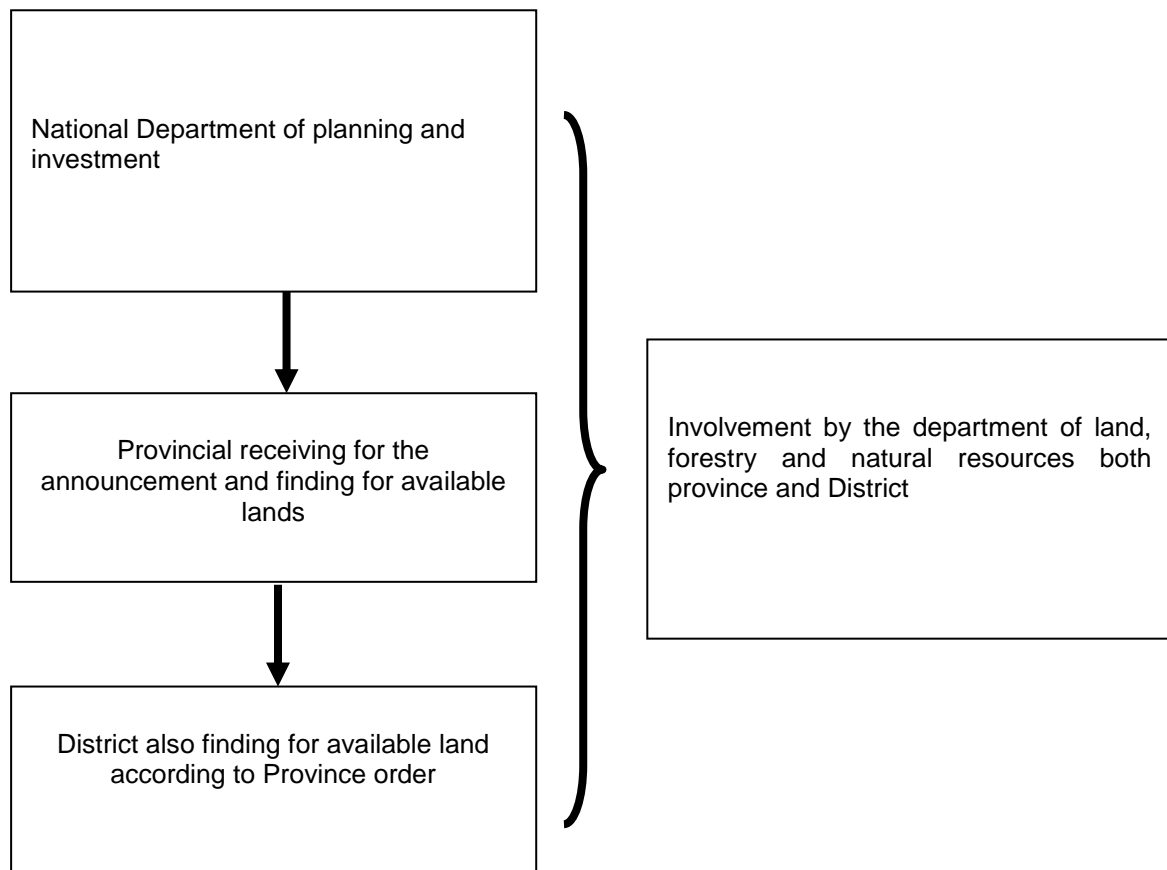 National Department of planning and
investment
Provincial receiving for the
announcement and finding for available
lands
District also finding for available land
according to Province order
Involvement by the department of land,
forestry and natural resources both
province and District